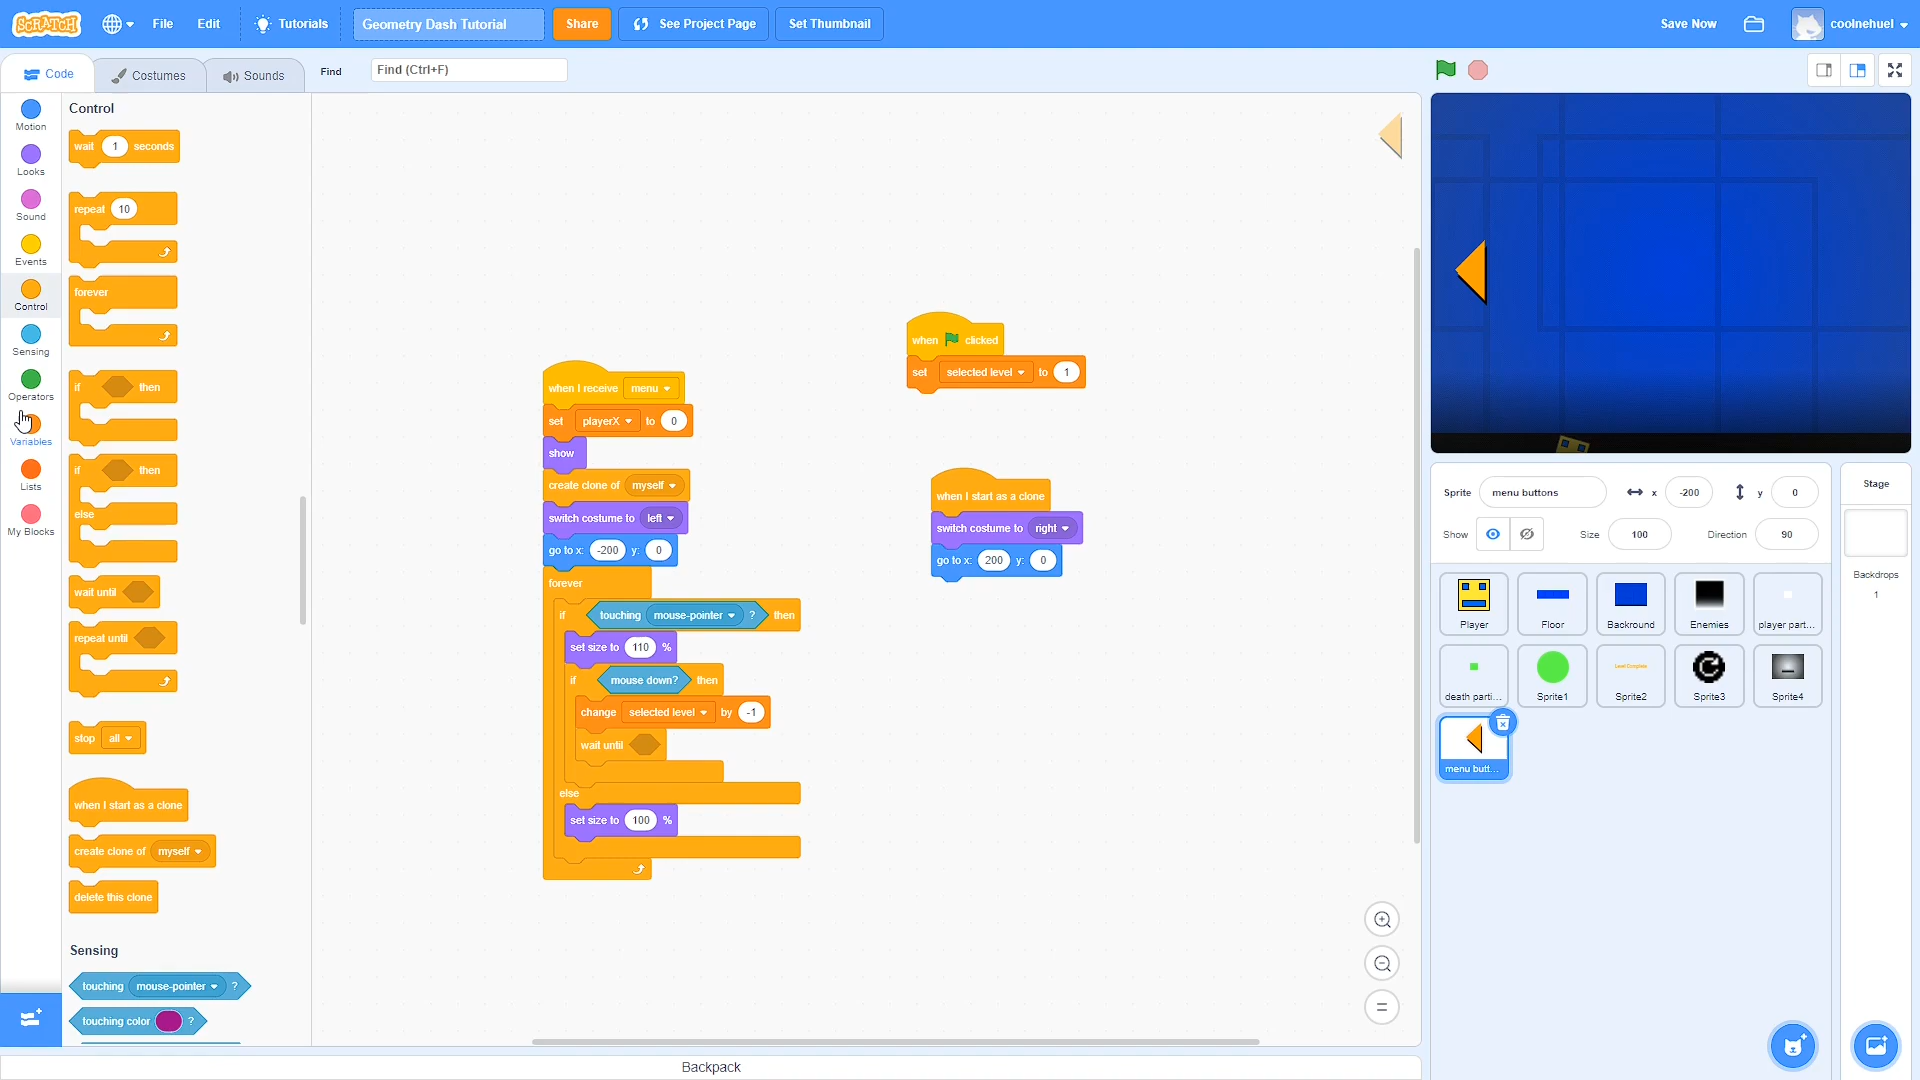 SCRATCH
File
Edit
Tutorials
Geometry Dash Tutorial
Share
See Project Page
Set Thumbnail
Save Now
coolnehuel
Code
Costumes
Sounds
Find
Find (Ctrl+F)
Motion
Looks
Sound
Events
Control
Sensing
Operators
Variables
Lists
My Blocks
Control
wait 1 seconds
repeat 10
forever
if then
if then
else
wait until
repeat until
stop all
when I start as a clone
create clone of myself
delete this clone
Sensing
touching mouse-pointer ?
touching color ?
when I receive menu
set playerX to 0
show
create clone of myself
switch costume to left
go to x: -200 y: 0
forever
if touching mouse-pointer ? then
set size to 110 %
if mouse down? then
change selected level by -1
wait until
else
set size to 100 %
when clicked
set selected level to 1
when I start as a clone
switch costume to right
go to x: 200 y: 0
Backpack
Sprite menu buttons x -200 y 0
Show Size 100 Direction 90
Player
Floor
Backround
Enemies
player part...
death parti...
Sprite1
Level Complete
Sprite2
Sprite3
Sprite4
menu butt...
Stage
Backdrops
1